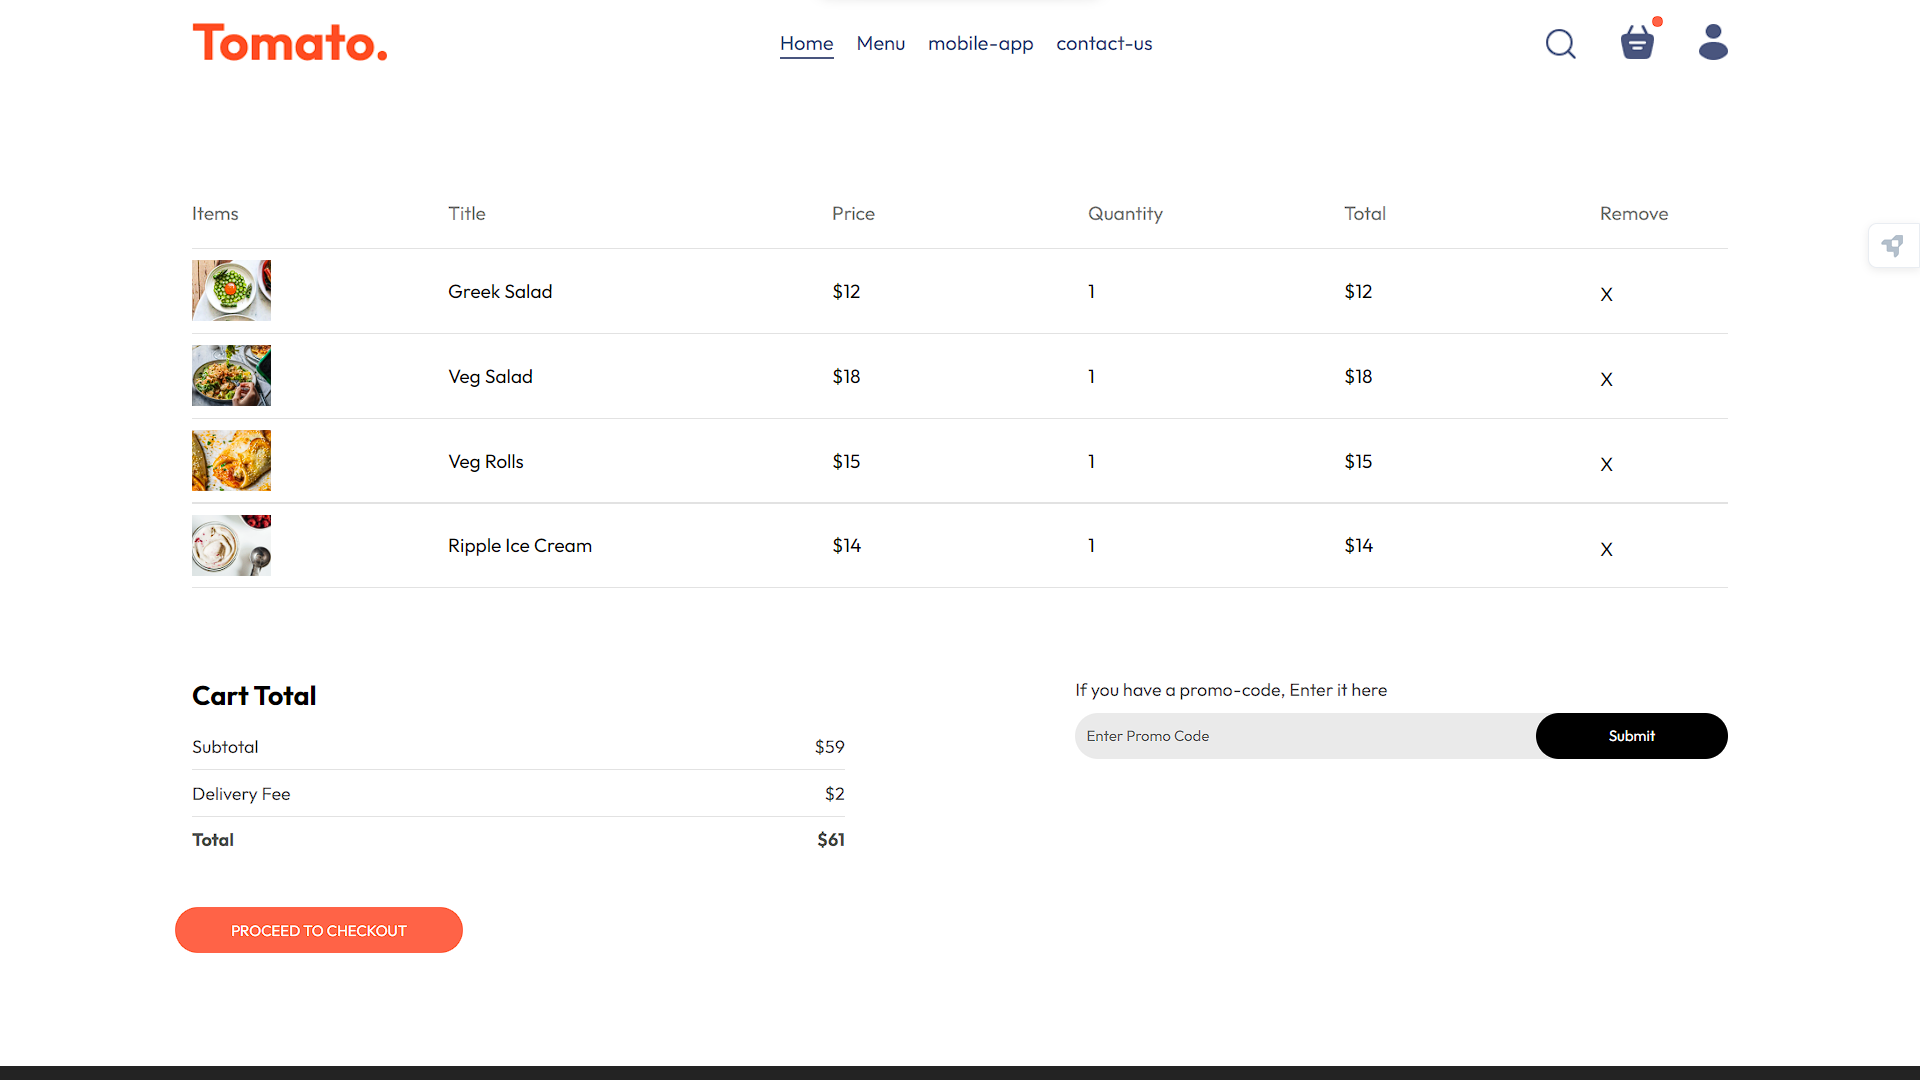 Tomato.
Home Menu mobile-app contact-us
Items Title Price Quantity Total Remove
Greek Salad $12 1 $12 X
Veg Salad $18 1 $18 X
Veg Rolls $15 1 $15 X
Ripple Ice Cream $14 1 $14 X
Cart Total
Subtotal $59
Delivery Fee $2
Total $61
PROCEED TO CHECKOUT
If you have a promo-code, Enter it here
Enter Promo Code Submit